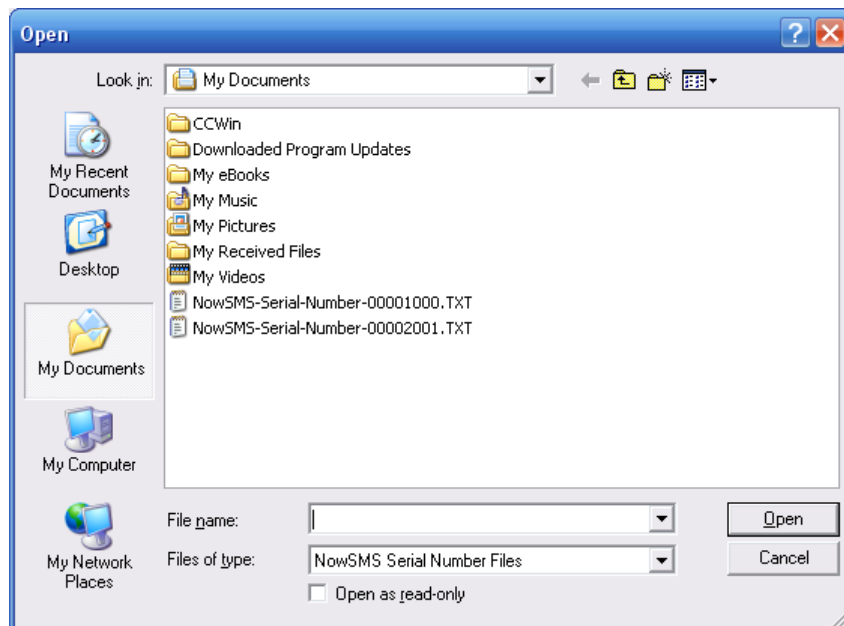 Open
Look in:
My Documents
My Recent
Documents
Desktop
My Documents
My Computer
My Network
Places
CCWin
Downloaded Program Updates
My eBooks
My Music
My Pictures
My Received Files
My Videos
NowSMS-Serial-Number-00001000.TXT
NowSMS-Serial-Number-00002001.TXT
File name:
Open
Files of type:
NowSMS Serial Number Files
Cancel
Open as read-only